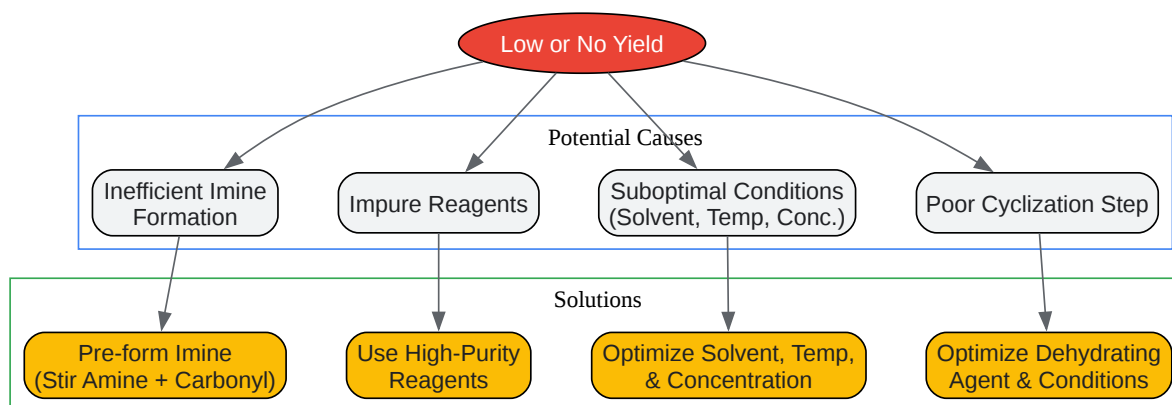 Low or No Yield
Potential Causes
Inefficient Imine
Formation
Impure Reagents
Suboptimal Conditions
(Solvent, Temp, Conc.)
Poor Cyclization Step
Solutions
Pre-form Imine
(Stir Amine + Carbonyl)
Use High-Purity
Reagents
Optimize Solvent, Temp,
& Concentration
Optimize Dehydrating
Agent & Conditions